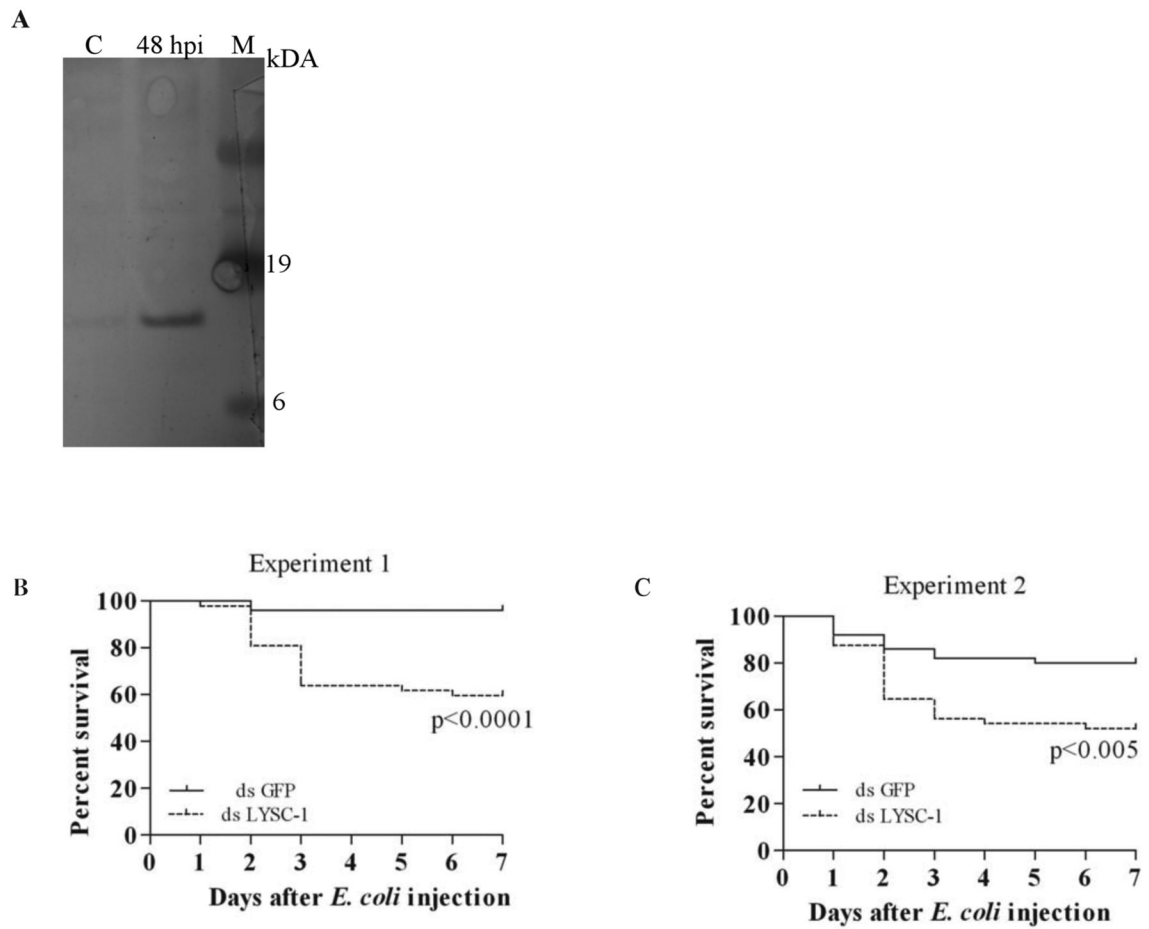 A
C 48 hpi M kDA
19
6
B
Experiment 1
Percent survival
100
80
60
40
20
0
p<0.0001
ds GFP
ds LYSC-1
0 1 2 3 4 5 6 7
Days after E. coli injection
C
Experiment 2
Percent survival
100
80
60
40
20
0
p<0.005
ds GFP
ds LYSC-1
0 1 2 3 4 5 6 7
Days after E. coli injection